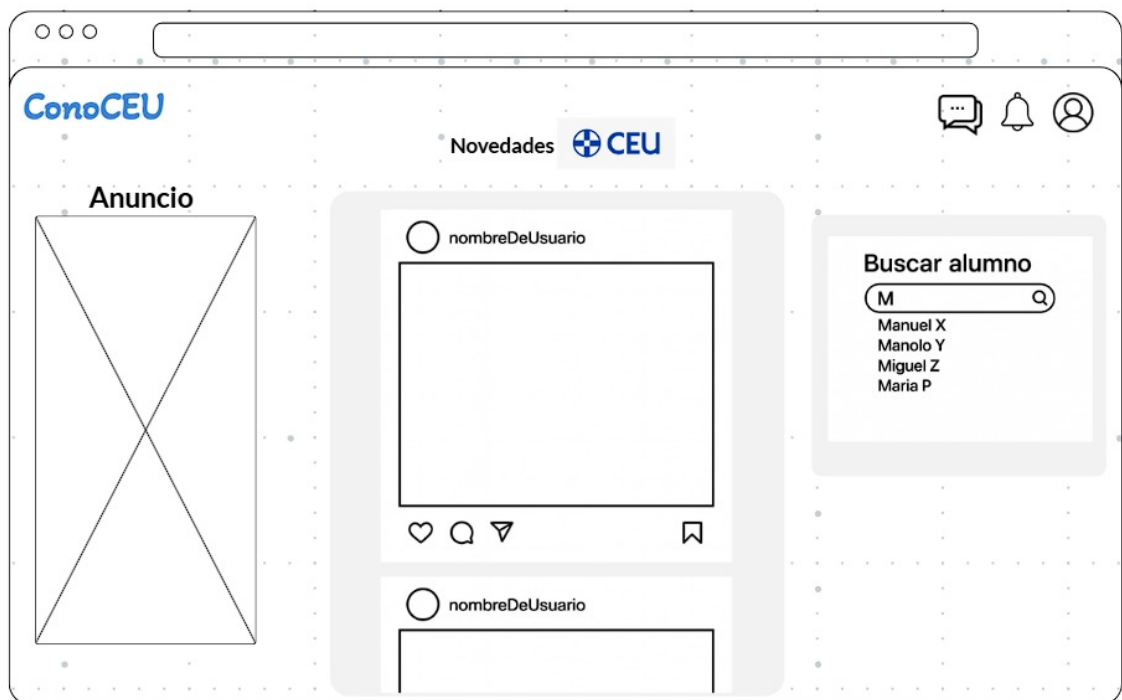 ConoCEU
Novedades CEU
Anuncio
nombreDeUsuario
nombreDeUsuario
Buscar alumno
M
Manuel X
Manolo Y
Miguel Z
Maria P